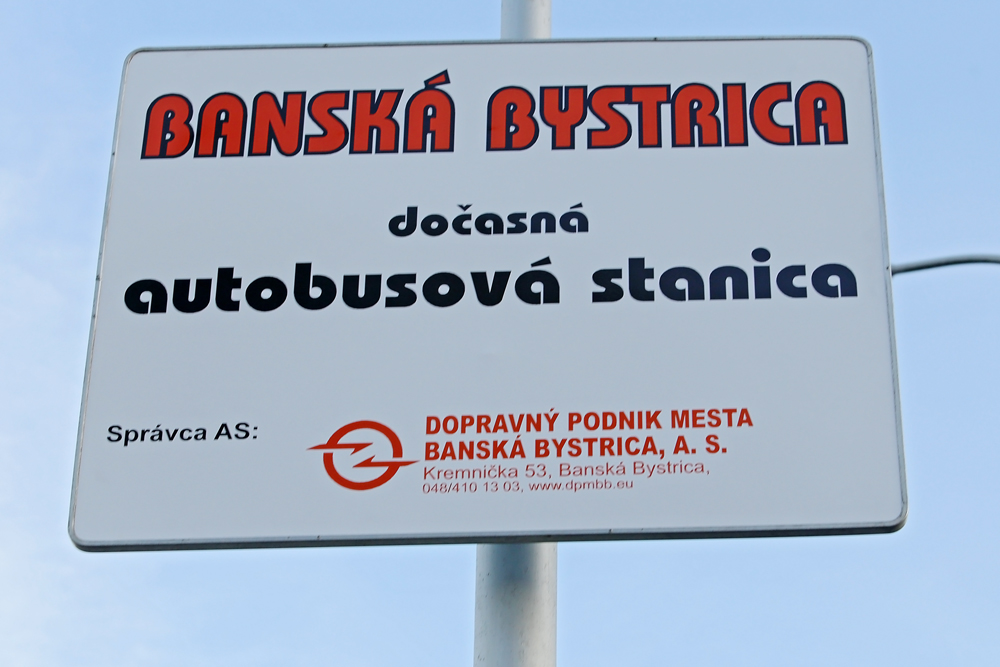 BANSKÁ BYSTRICA
dočasná
autobusová stanica
Správca AS:
DOPRAVNÝ PODNIK MESTA
BANSKÁ BYSTRICA, A. S.
Kremnička 53, Banská Bystrica,
048/410 13 03, www.dpmbb.eu